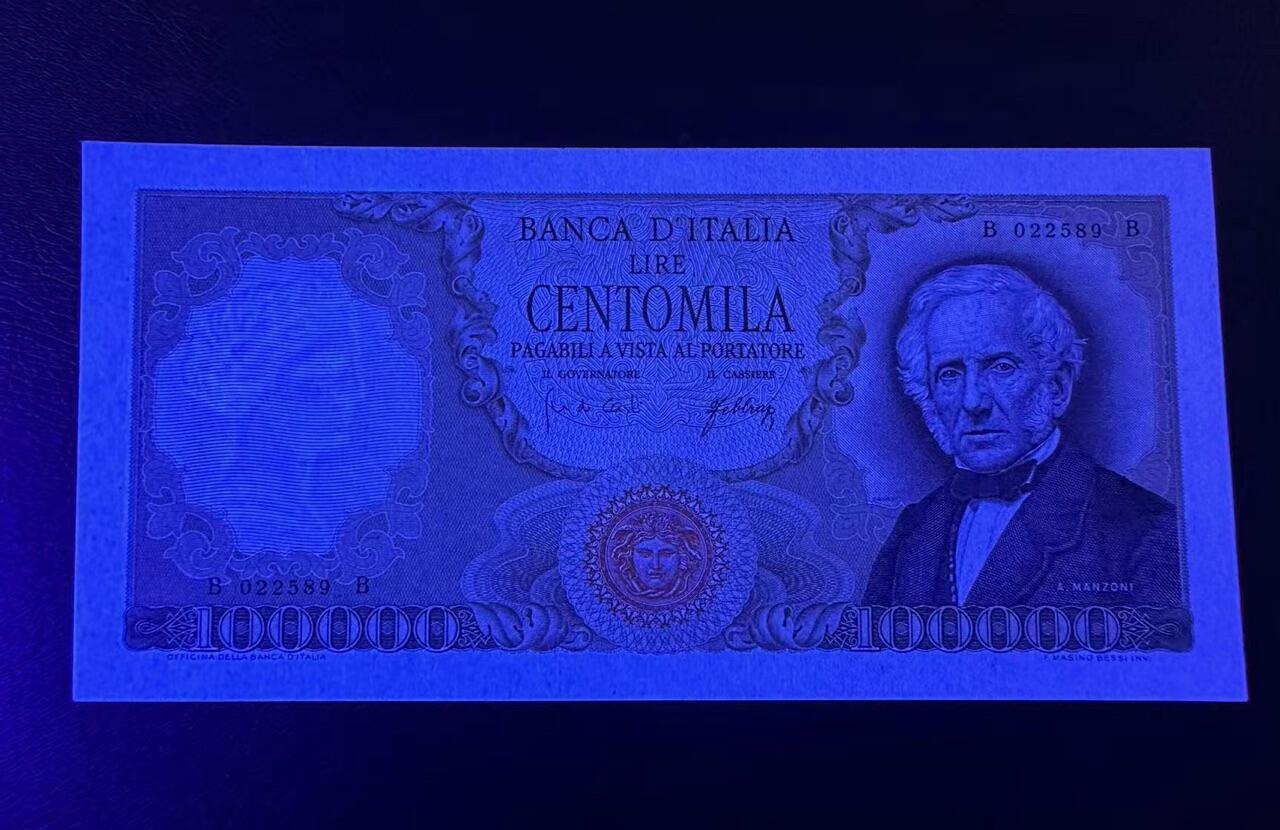 BANCA D'ITALIA
B 022589 B
LIRE
CENTOMILA
PAGABILI A VISTA AL PORTATORE
IL GOVERNATORE IL CASSIERE
B 022589 B
A. MANZONI
100000 100000
OFFICINA DELLA BANCA D'ITALIA
F. MASINO BESSI INV.